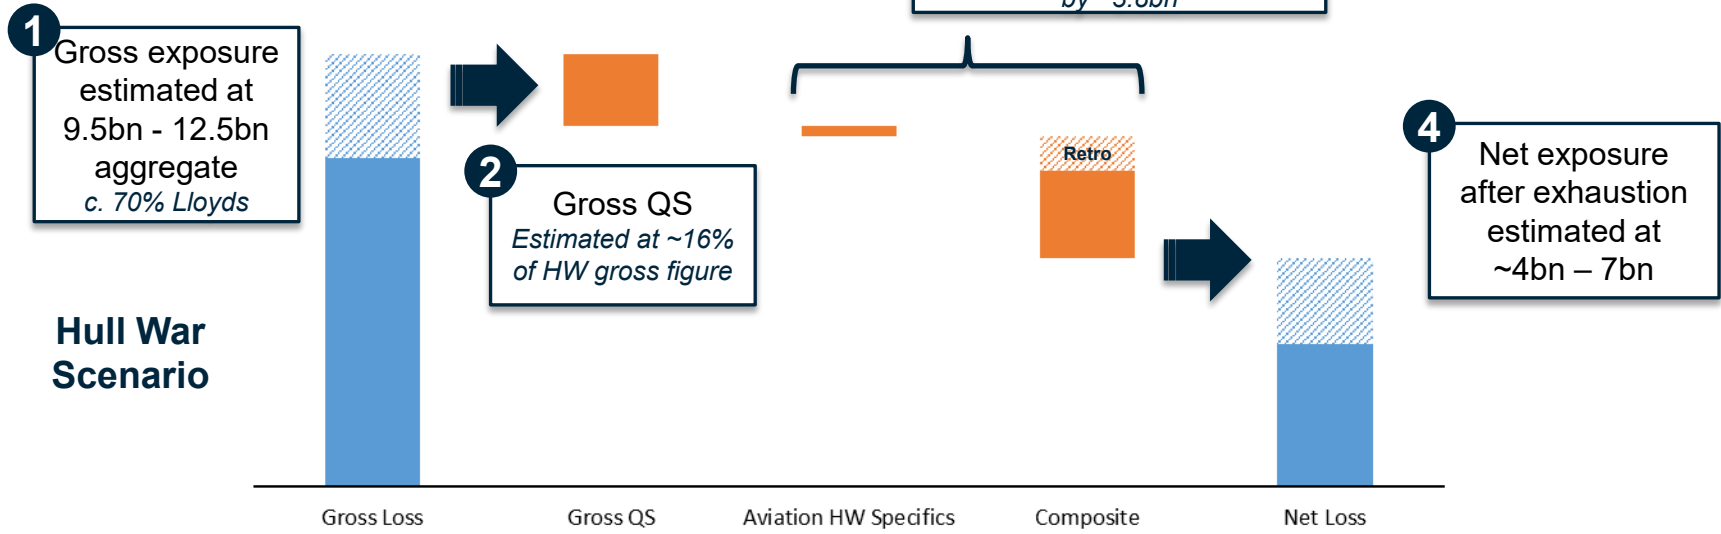 1
Gross exposure
estimated at
9.5bn - 12.5bn
aggregate
c. 70% Lloyds
2
Gross QS
Estimated at ~16%
of HW gross figure
Retro
4
Net exposure
after exhaustion
estimated at
~4bn – 7bn
Hull War
Scenario
Gross Loss
Gross QS
Aviation HW Specifics
Composite
Net Loss